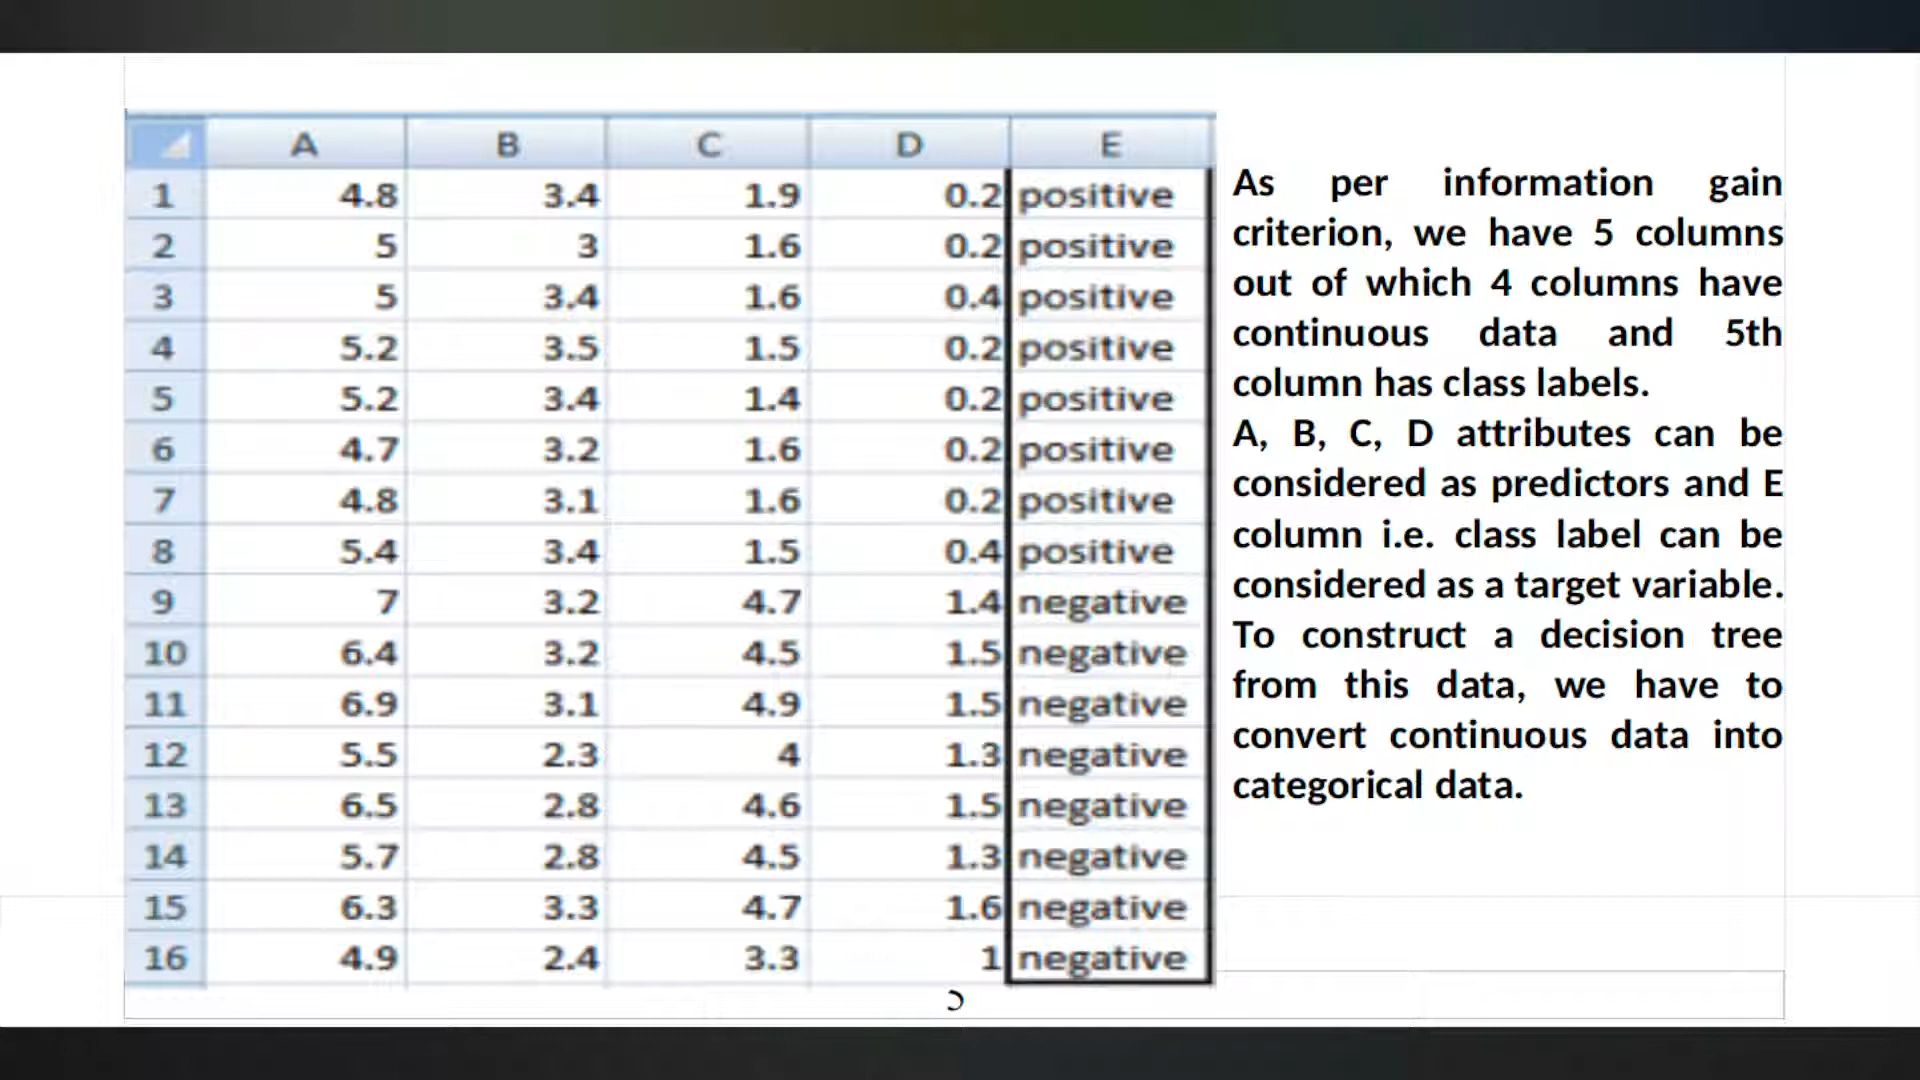 A B C D E
1 4.8 3.4 1.9 0.2 positive
2 5 3 1.6 0.2 positive
3 5 3.4 1.6 0.4 positive
4 5.2 3.5 1.5 0.2 positive
5 5.2 3.4 1.4 0.2 positive
6 4.7 3.2 1.6 0.2 positive
7 4.8 3.1 1.6 0.2 positive
8 5.4 3.4 1.5 0.4 positive
9 7 3.2 4.7 1.4 negative
10 6.4 3.2 4.5 1.5 negative
11 6.9 3.1 4.9 1.5 negative
12 5.5 2.3 4 1.3 negative
13 6.5 2.8 4.6 1.5 negative
14 5.7 2.8 4.5 1.3 negative
15 6.3 3.3 4.7 1.6 negative
16 4.9 2.4 3.3 1 negative
As per information gain
criterion, we have 5 columns
out of which 4 columns have
continuous data and 5th
column has class labels.
A, B, C, D attributes can be
considered as predictors and E
column i.e. class label can be
considered as a target variable.
To construct a decision tree
from this data, we have to
convert continuous data into
categorical data.